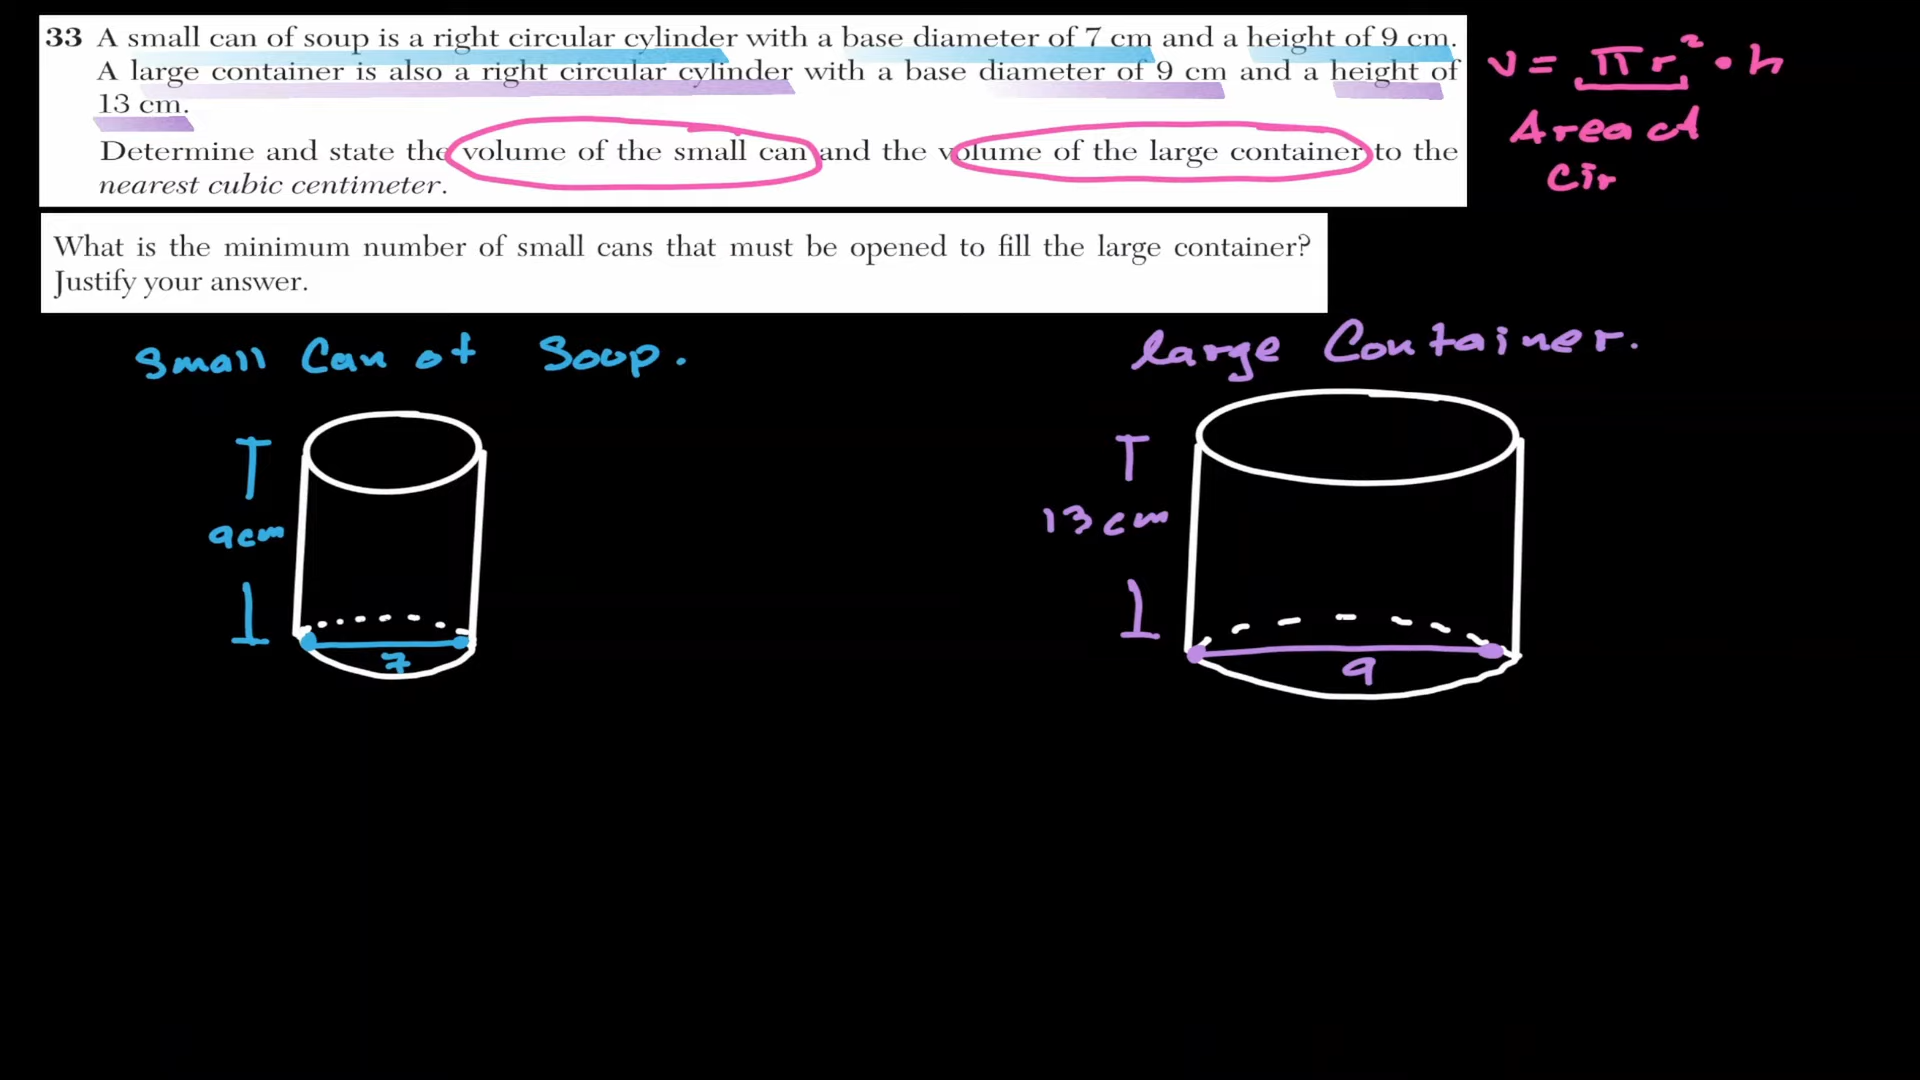 33 A small can of soup is a right circular cylinder with a base diameter of 7 cm and a height of 9 cm.
A large container is also a right circular cylinder with a base diameter of 9 cm and a height of
13 cm.
Determine and state the volume of the small can and the volume of the large container to the
nearest cubic centimeter.
V = πr² • h
Area of
Cir
What is the minimum number of small cans that must be opened to fill the large container?
Justify your answer.
Small Can of Soup.
large Container.
9cm
7
13cm
9